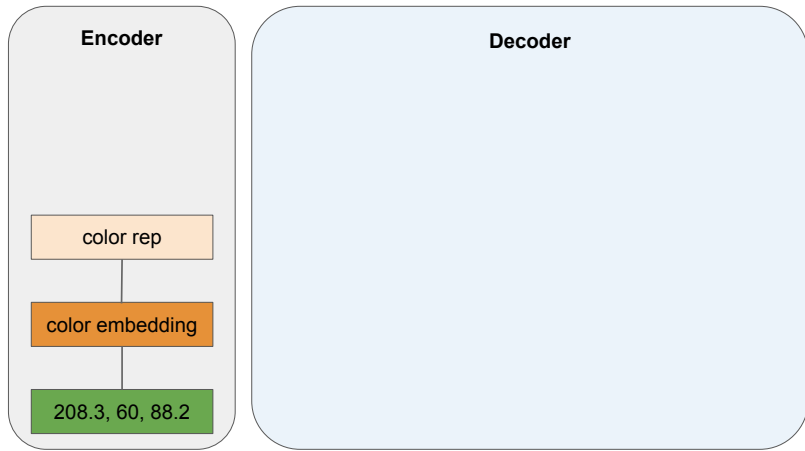 Encoder
Decoder
color rep
color embedding
208.3, 60, 88.2